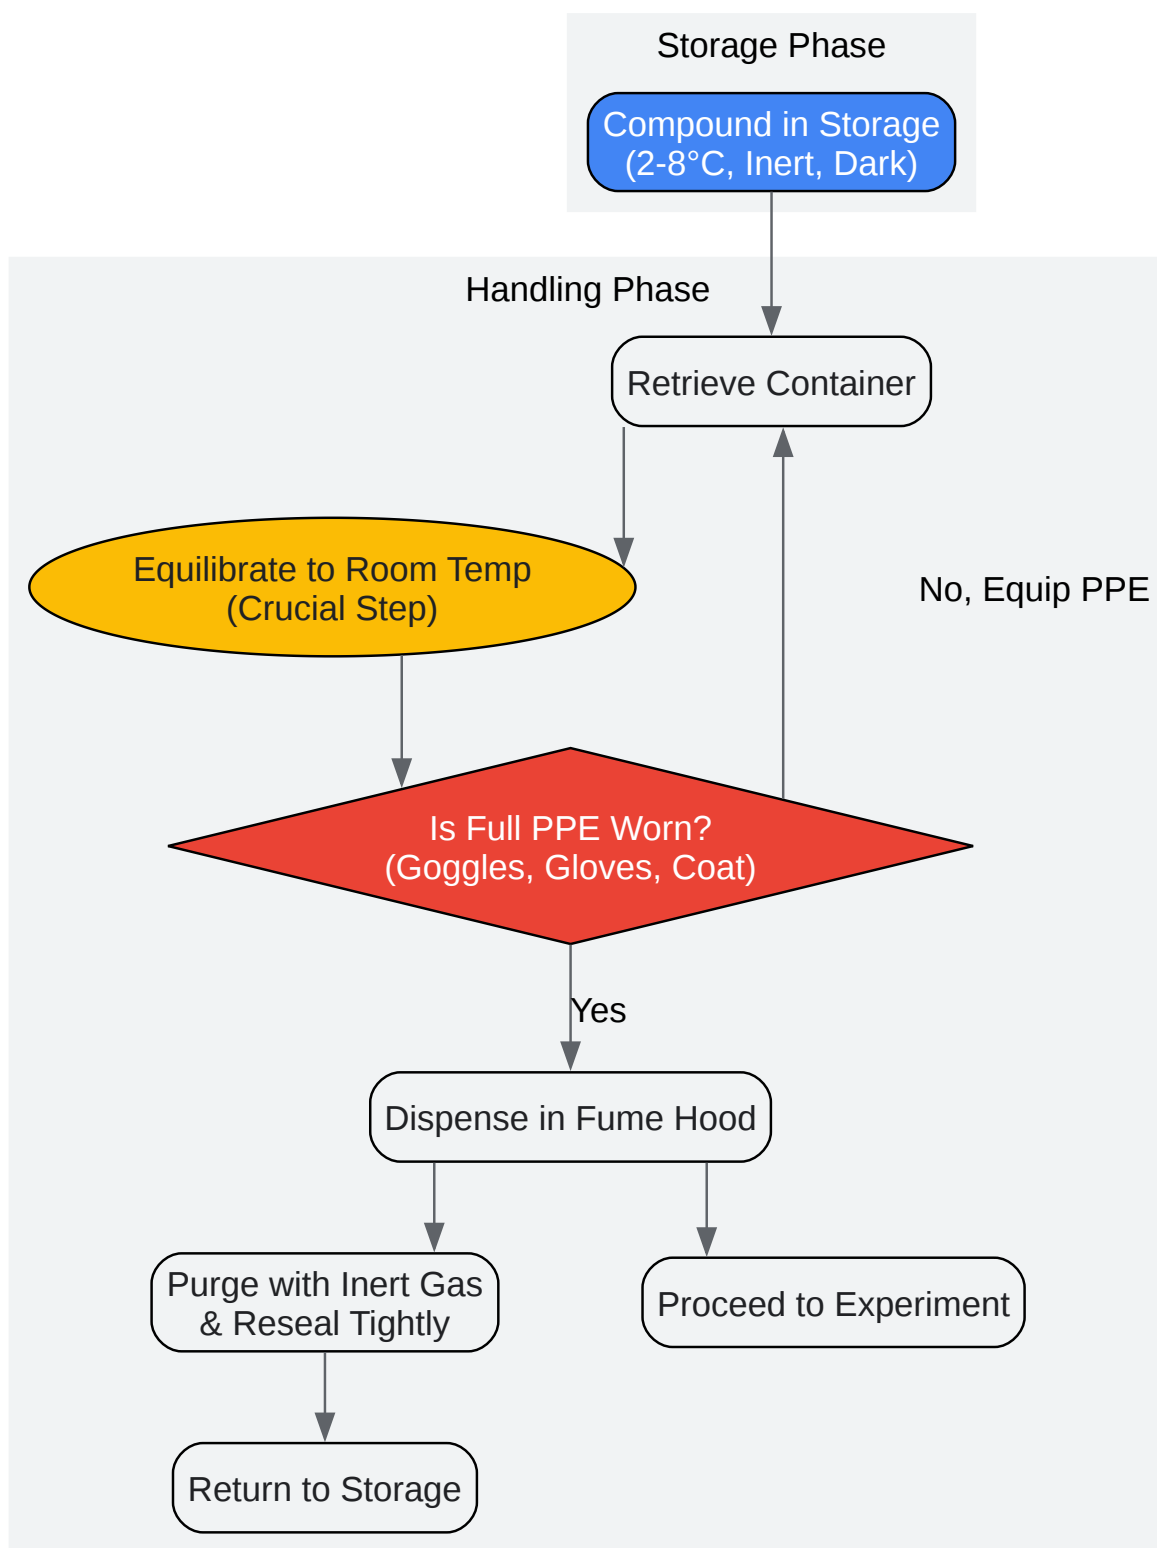 Storage Phase
Compound in Storage
(2-8°C, Inert, Dark)
Handling Phase
Retrieve Container
Equilibrate to Room Temp
(Crucial Step)
No, Equip PPE
Is Full PPE Worn?
(Goggles, Gloves, Coat)
Yes
Dispense in Fume Hood
Purge with Inert Gas
& Reseal Tightly
Proceed to Experiment
Return to Storage